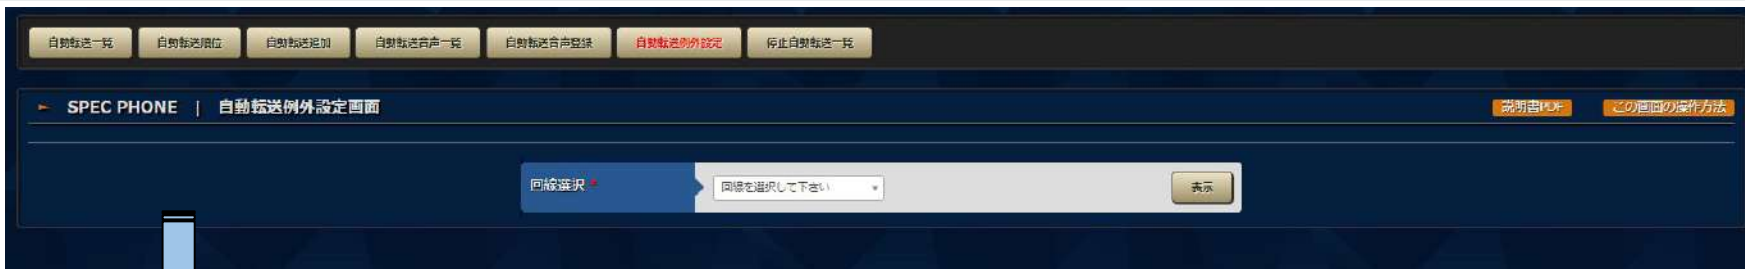 自動転送一覧 自動転送順位 自動転送追加 自動転送音声一覧 自動転送音声登録 自動転送例外設定 停止自動転送一覧
► SPEC PHONE | 自動転送例外設定画面 説明書PDF この画面の操作方法
回線選択 * 回線を選択して下さい 表示